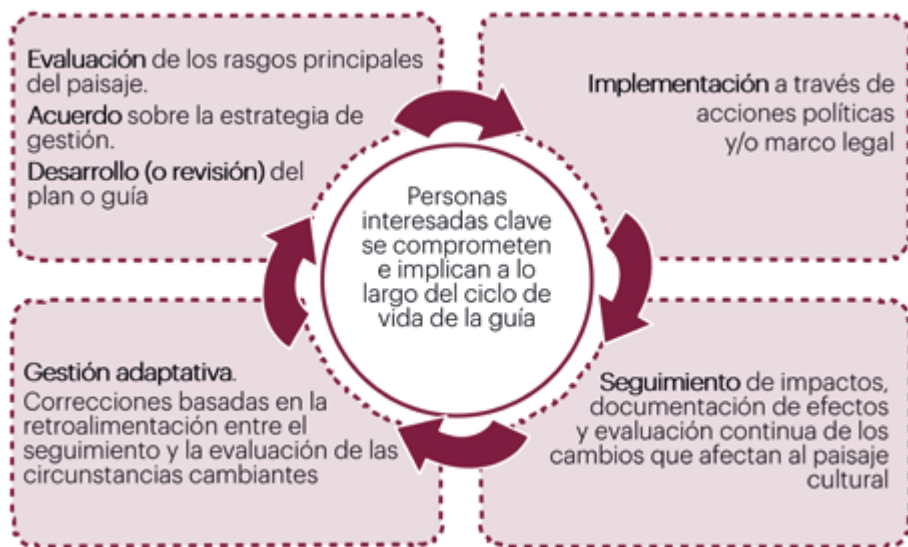 Evaluación de los rasgos principales
del paisaje.
Acuerdo sobre la estrategia de
gestión.
Desarrollo (o revisión) del
plan o guía
Implementación a través de
acciones políticas
y/o marco legal
Personas
interesadas clave
se comprometen
e implican a lo
largo del ciclo de
vida de la guía
Gestión adaptativa.
Correcciones basadas en la
retroalimentación entre el
seguimiento y la evaluación de las
circunstancias cambiantes
Seguimiento de impactos,
documentación de efectos
y evaluación continua de los
cambios que afectan al paisaje
cultural